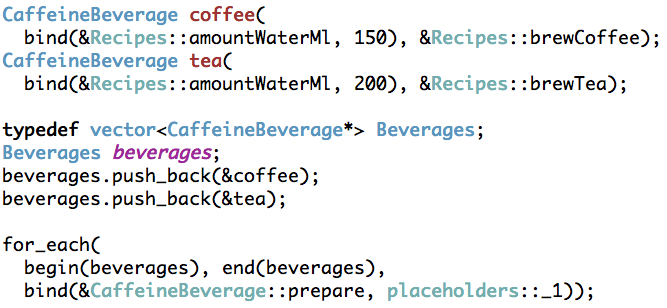 CaffeineBeverage coffee(
  bind(&Recipes::amountWaterMl, 150), &Recipes::brewCoffee);
CaffeineBeverage tea(
  bind(&Recipes::amountWaterMl, 200), &Recipes::brewTea);

typedef vector<CaffeineBeverage*> Beverages;
Beverages beverages;
beverages.push_back(&coffee);
beverages.push_back(&tea);

for_each(
  begin(beverages), end(beverages),
  bind(&CaffeineBeverage::prepare, placeholders::_1));